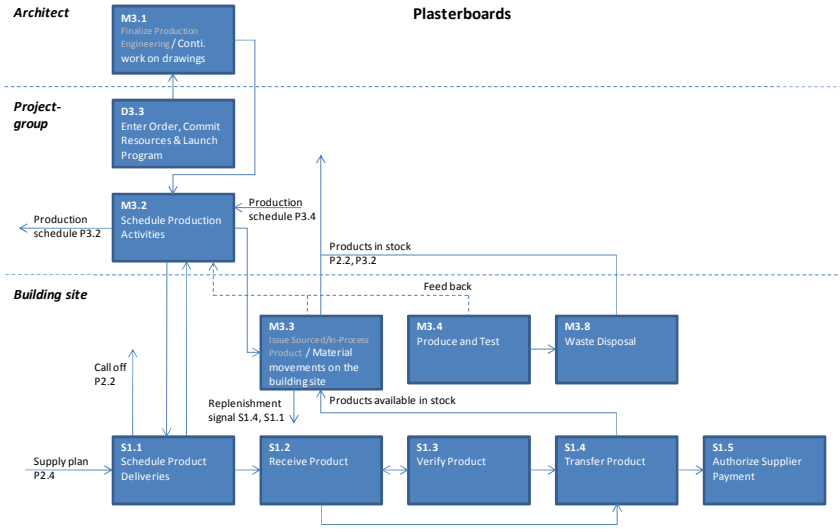 Architect
Plasterboards
M3.1
Finalize Production
Engineering / Conti.
work on drawings
Project-
group
D3.3
Enter Order, Commit
Resources & Launch
Program
M3.2
Schedule Production
Activities
Production
schedule P3.2
Production
schedule P3.4
Products in stock
P2.2, P3.2
Building site
Feed back
M3.3
Issue Sourced/In-Process
Product / Material
movements on the
building site
M3.4
Produce and Test
M3.8
Waste Disposal
Call off
P2.2
Replenishment
signal S1.4, S1.1
Products available in stock
Supply plan
P2.4
S1.1
Schedule Product
Deliveries
S1.2
Receive Product
S1.3
Verify Product
S1.4
Transfer Product
S1.5
Authorize Supplier
Payment